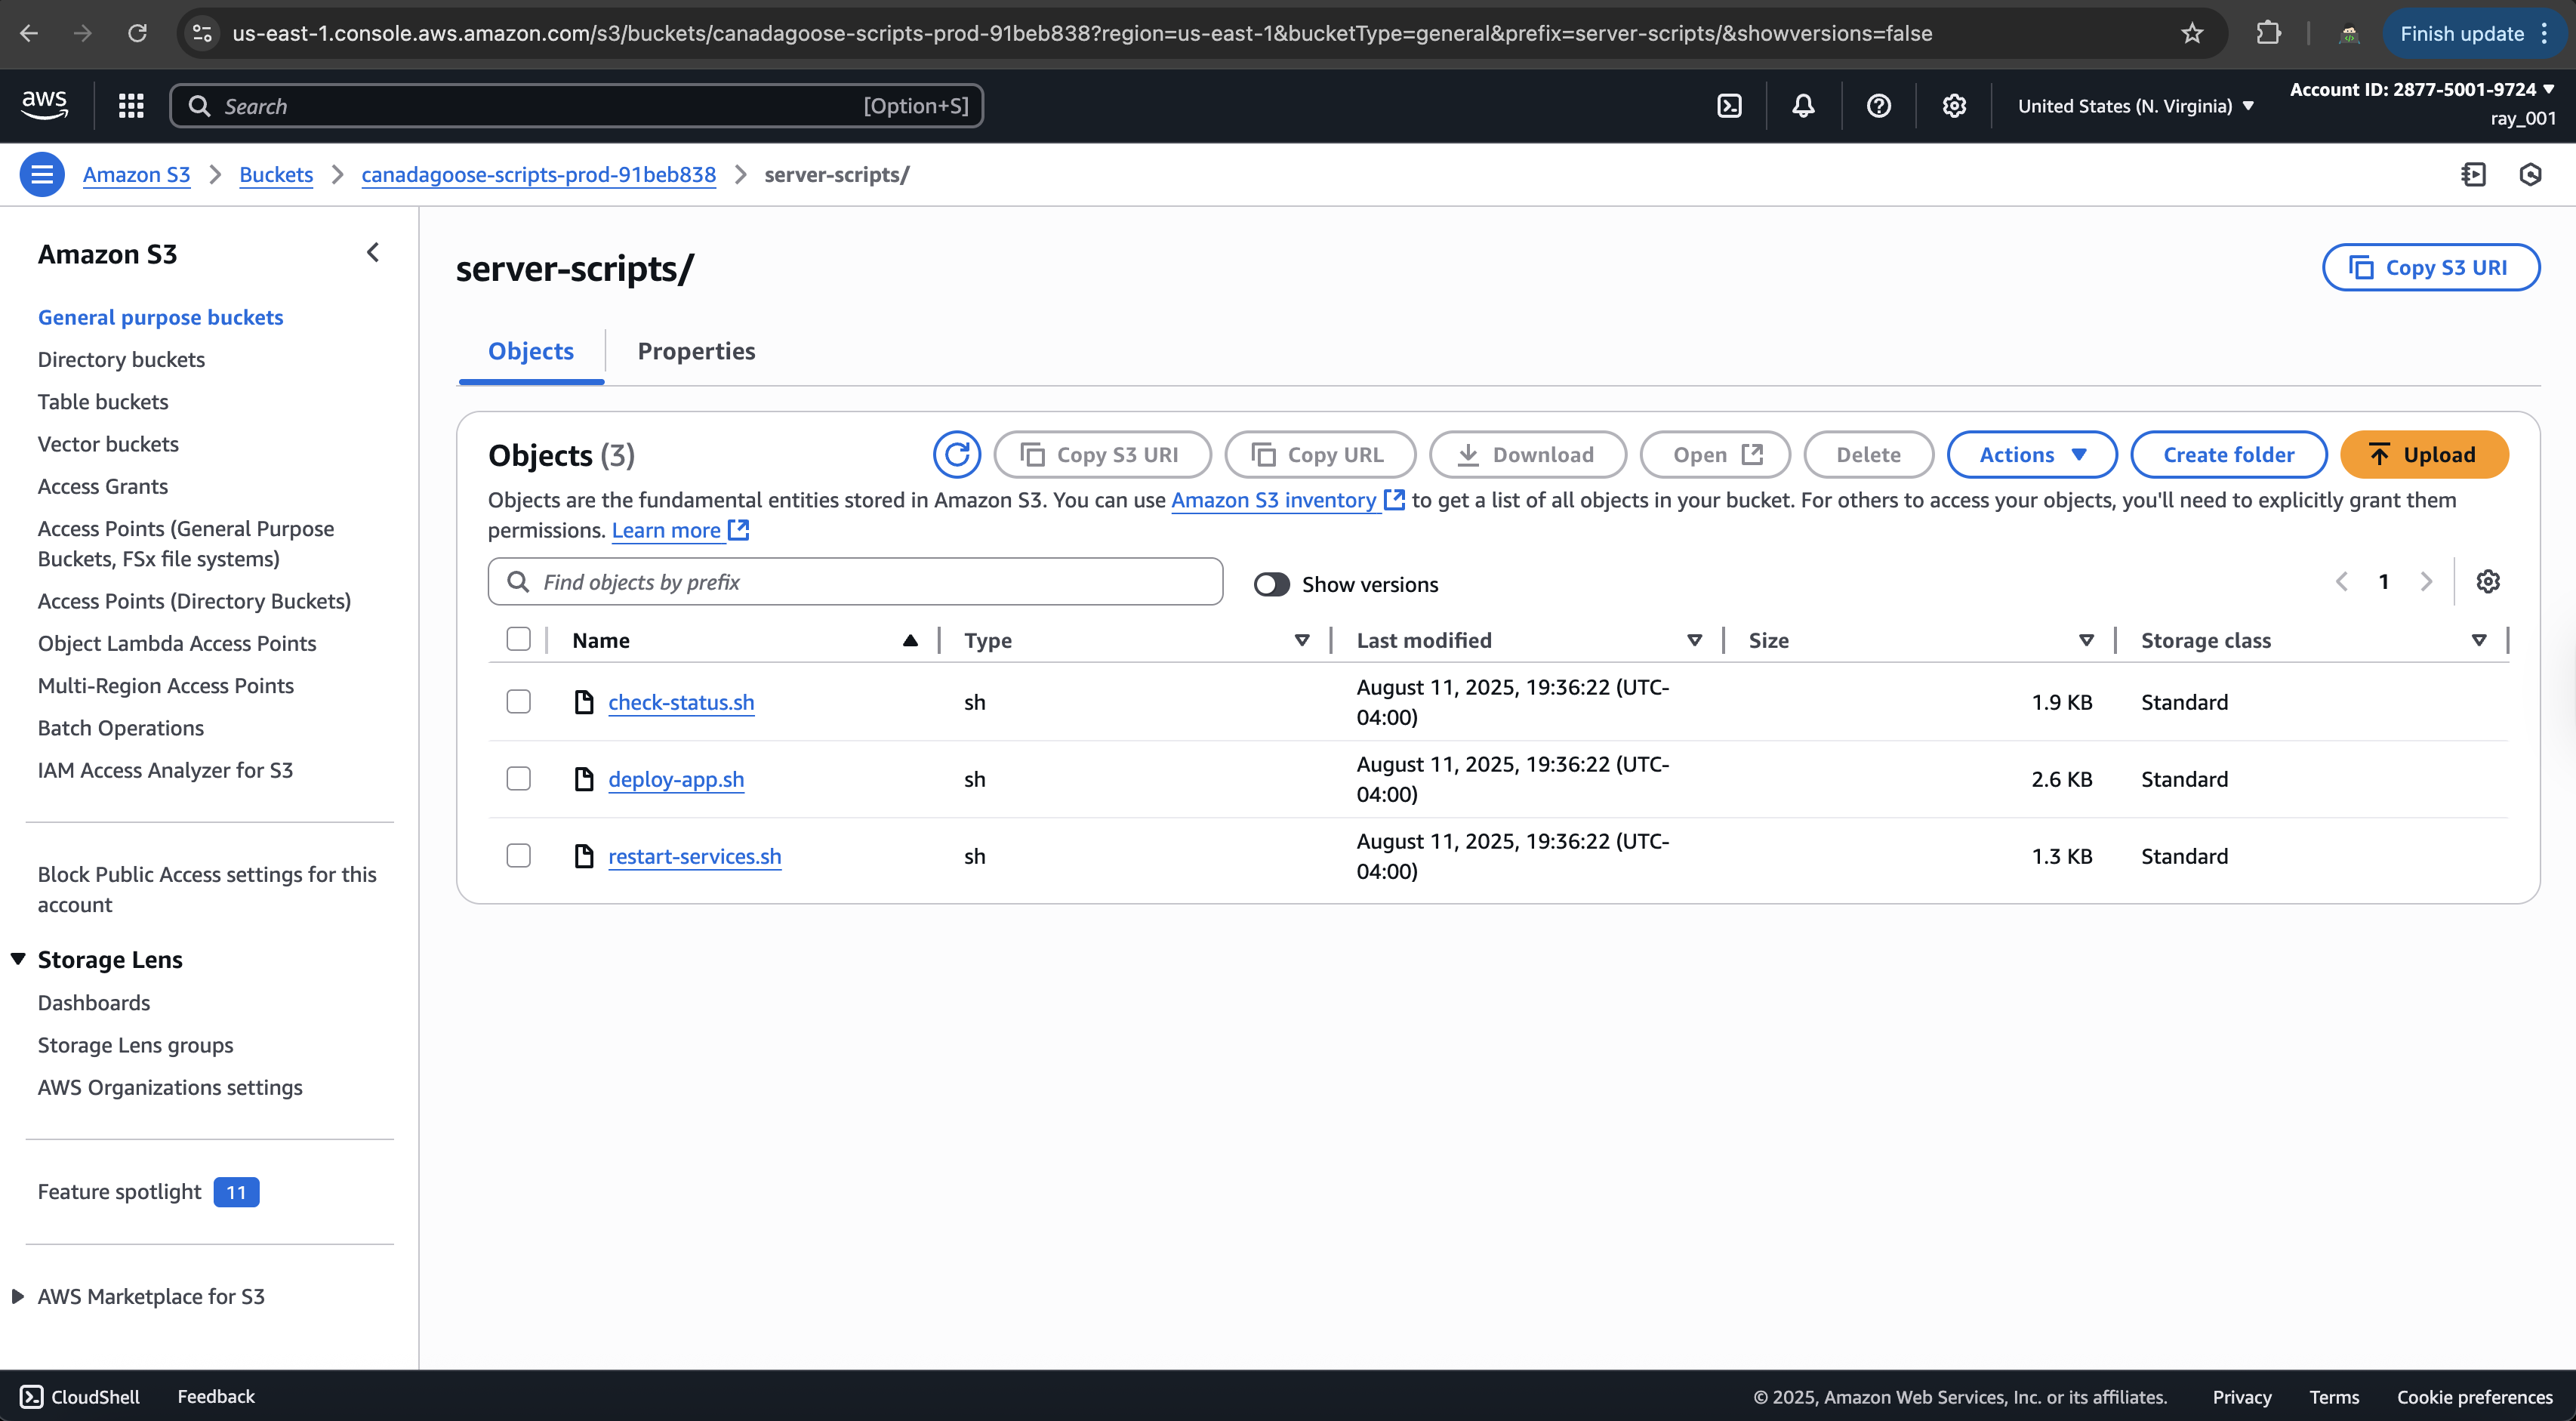 us-east-1.console.aws.amazon.com/s3/buckets/canadagoose-scripts-prod-91beb838?region=us-east-1&bucketType=general&prefix=server-scripts/&showversions=false
Finish update
aws
Search
[Option+S]
United States (N. Virginia)
Account ID: 2877-5001-9724
ray_001
Amazon S3
Buckets
canadagoose-scripts-prod-91beb838
server-scripts/
Amazon S3
General purpose buckets
Directory buckets
Table buckets
Vector buckets
Access Grants
Access Points (General Purpose
Buckets, FSx file systems)
Access Points (Directory Buckets)
Object Lambda Access Points
Multi-Region Access Points
Batch Operations
IAM Access Analyzer for S3
Block Public Access settings for this
account
Storage Lens
Dashboards
Storage Lens groups
AWS Organizations settings
Feature spotlight 11
AWS Marketplace for S3
server-scripts/
Copy S3 URI
Objects
Properties
Objects (3)
Copy S3 URI
Copy URL
Download
Open
Delete
Actions
Create folder
Upload
Objects are the fundamental entities stored in Amazon S3. You can use Amazon S3 inventory to get a list of all objects in your bucket. For others to access your objects, you'll need to explicitly grant them
permissions. Learn more
Find objects by prefix
Show versions
1
Name Type Last modified Size Storage class
check-status.sh sh August 11, 2025, 19:36:22 (UTC-
04:00) 1.9 KB Standard
deploy-app.sh sh August 11, 2025, 19:36:22 (UTC-
04:00) 2.6 KB Standard
restart-services.sh sh August 11, 2025, 19:36:22 (UTC-
04:00) 1.3 KB Standard
CloudShell
Feedback
© 2025, Amazon Web Services, Inc. or its affiliates.
Privacy
Terms
Cookie preferences